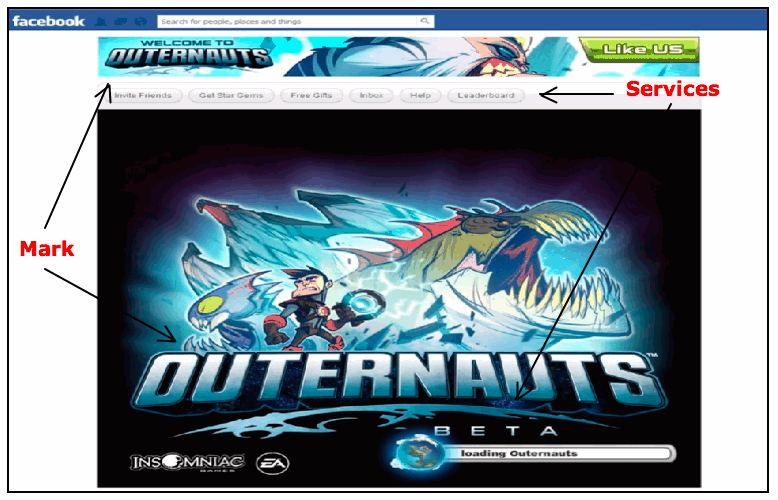 facebook
Search for people, places and things
WELCOME TO
OUTERNAUTS
Like US
Services
Invite Friends
Get Star Gems
Free Gifts
Inbox
Help
Leaderboard
Mark
OUTERNAUTS™
BETA
INSOMNIAC
GAMES
EA
loading Outernauts